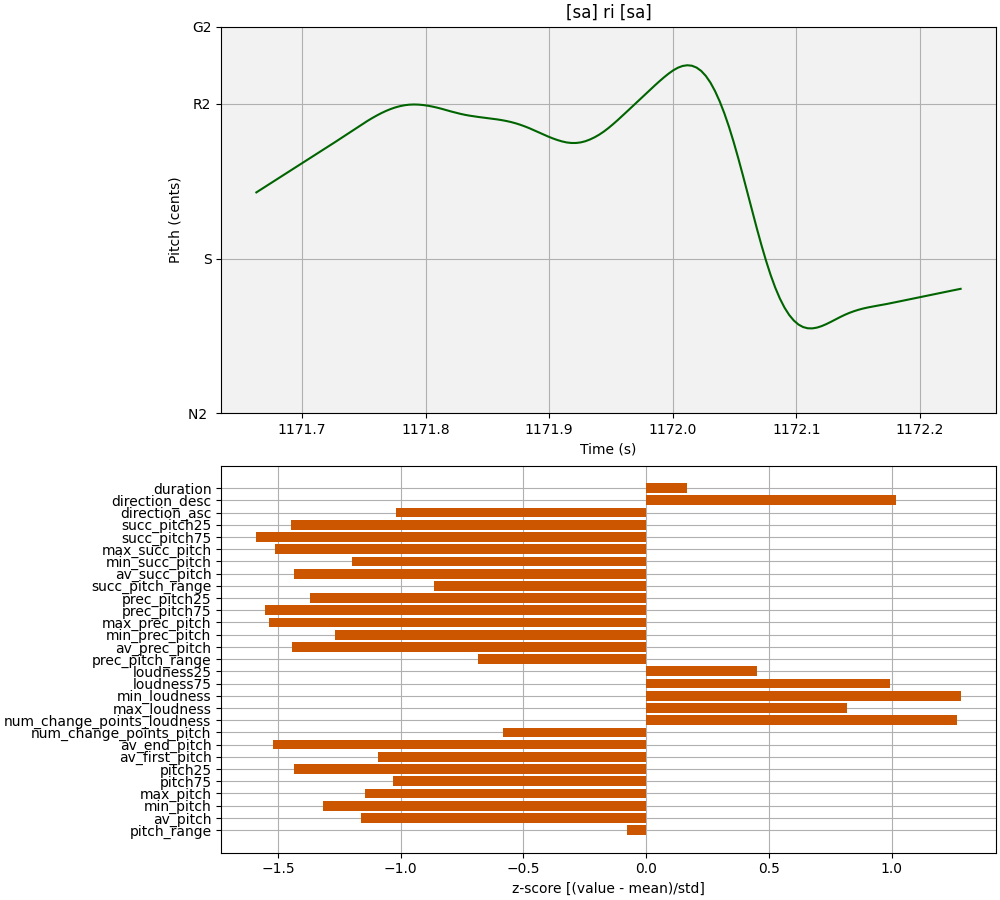 [sa] ri [sa]
G2
R2
S
N2
Pitch (cents)
1171.7 1171.8 1171.9 1172.0 1172.1 1172.2
Time (s)
duration
direction_desc
direction_asc
succ_pitch25
succ_pitch75
max_succ_pitch
min_succ_pitch
av_succ_pitch
succ_pitch_range
prec_pitch25
prec_pitch75
max_prec_pitch
min_prec_pitch
av_prec_pitch
prec_pitch_range
loudness25
loudness75
min_loudness
max_loudness
num_change_points_loudness
num_change_points_pitch
av_end_pitch
av_first_pitch
pitch25
pitch75
max_pitch
min_pitch
av_pitch
pitch_range
−1.5 −1.0 −0.5 0.0 0.5 1.0
z-score [(value - mean)/std]